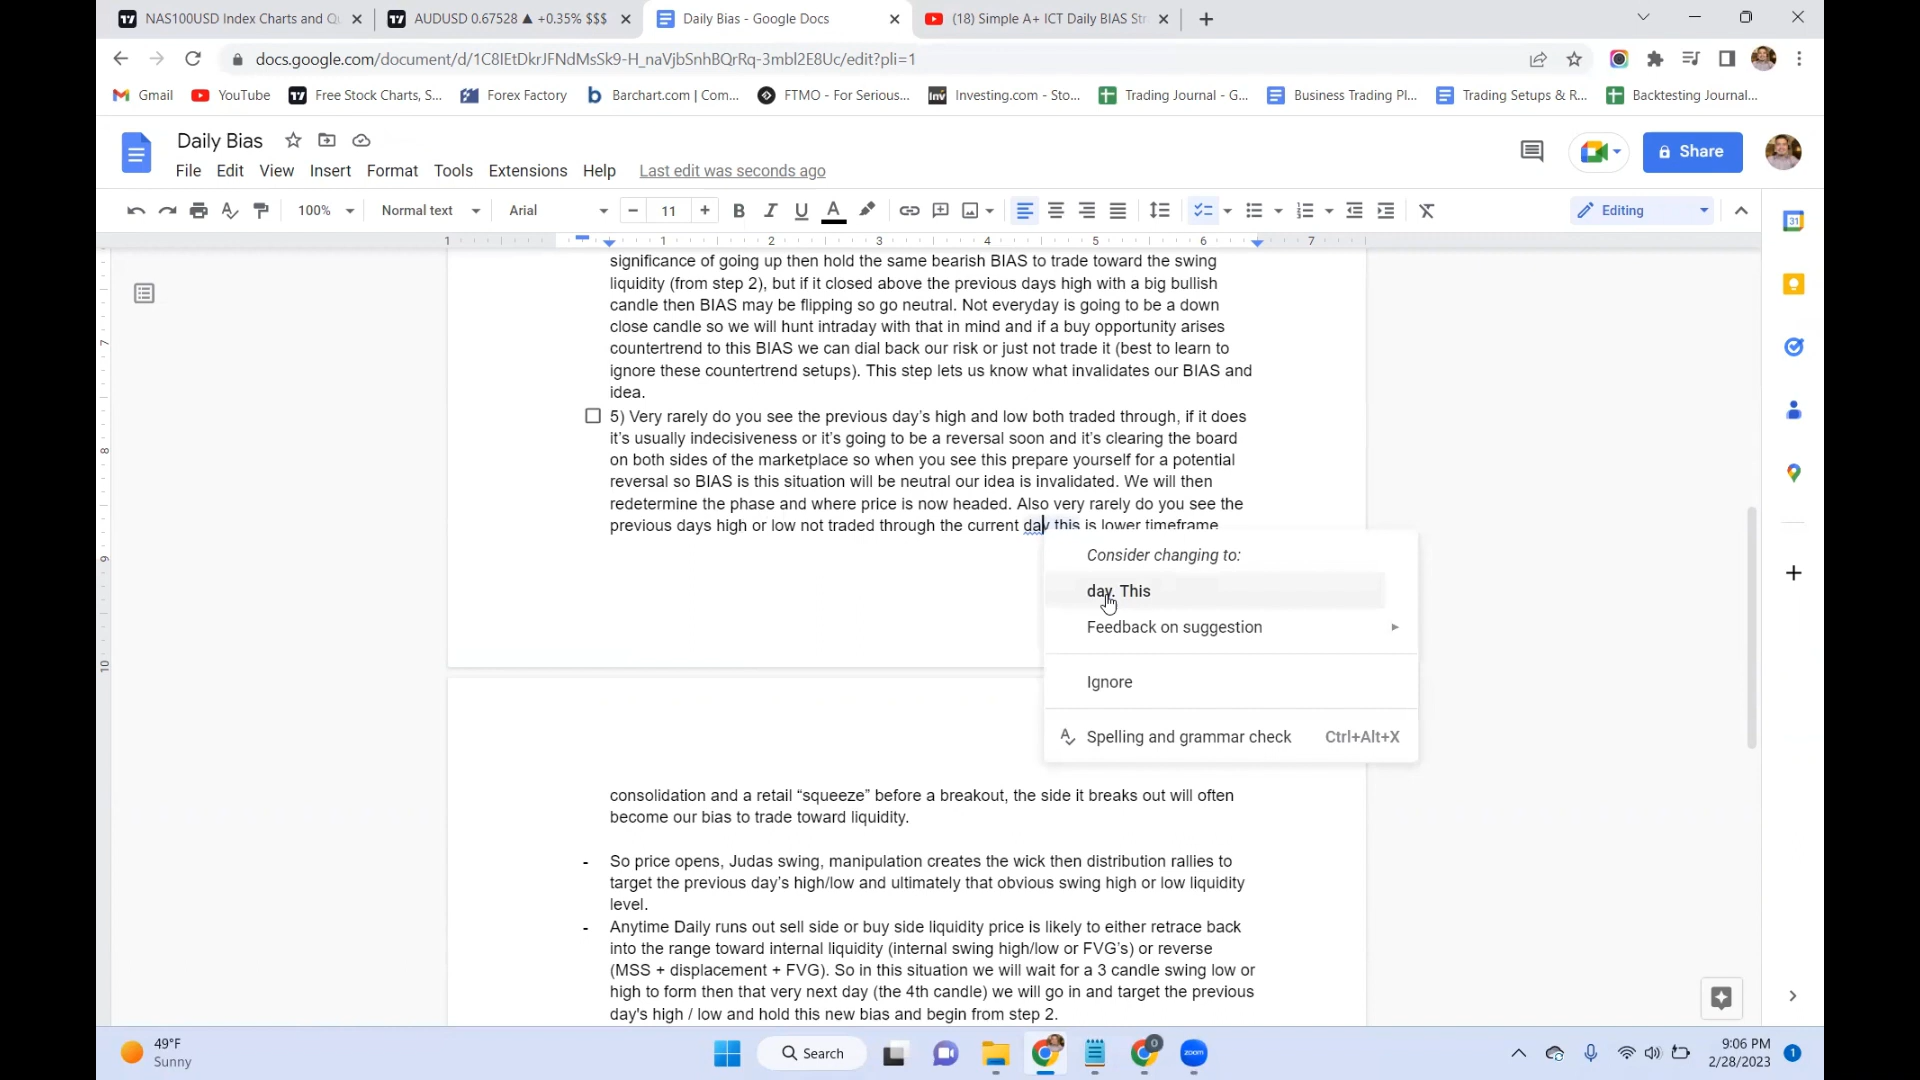 NAS100USD Index Charts and Q
AUDUSD 0.67528 ▲ +0.35% $$$
Daily Bias - Google Docs
(18) Simple A+ ICT Daily BIAS Str
docs.google.com/document/d/1C8IEtDkrJFNdMsSk9-H_naVjbSnhBQrRq-3mbl2E8Uc/edit?pli=1
Gmail
YouTube
Free Stock Charts, S...
Forex Factory
Barchart.com | Com...
FTMO - For Serious...
Investing.com - Sto...
Trading Journal - G...
Business Trading Pl...
Trading Setups & R...
Backtesting Journal...
Daily Bias
File Edit View Insert Format Tools Extensions Help Last edit was seconds ago
Share
100% Normal text Arial 11 Editing
1 1 2 3 4 5 6 7
significance of going up then hold the same bearish BIAS to trade toward the swing
liquidity (from step 2), but if it closed above the previous days high with a big bullish
candle then BIAS may be flipping so go neutral. Not everyday is going to be a down
close candle so we will hunt intraday with that in mind and if a buy opportunity arises
countertrend to this BIAS we can dial back our risk or just not trade it (best to learn to
ignore these countertrend setups). This step lets us know what invalidates our BIAS and
idea.
5) Very rarely do you see the previous day's high and low both traded through, if it does
it's usually indecisiveness or it's going to be a reversal soon and it's clearing the board
on both sides of the marketplace so when you see this prepare yourself for a potential
reversal so BIAS is this situation will be neutral our idea is invalidated. We will then
redetermine the phase and where price is now headed. Also very rarely do you see the
previous days high or low not traded through the current day this is lower timeframe
Consider changing to:
day. This
Feedback on suggestion
Ignore
Spelling and grammar check Ctrl+Alt+X
consolidation and a retail “squeeze” before a breakout, the side it breaks out will often
become our bias to trade toward liquidity.
- So price opens, Judas swing, manipulation creates the wick then distribution rallies to
target the previous day's high/low and ultimately that obvious swing high or low liquidity
level.
- Anytime Daily runs out sell side or buy side liquidity price is likely to either retrace back
into the range toward internal liquidity (internal swing high/low or FVG's) or reverse
(MSS + displacement + FVG). So in this situation we will wait for a 3 candle swing low or
high to form then that very next day (the 4th candle) we will go in and target the previous
day's high / low and hold this new bias and begin from step 2.
7
8
9
10
31
49°F
Sunny
Search
0
zoom
9:06 PM
2/28/2023
1